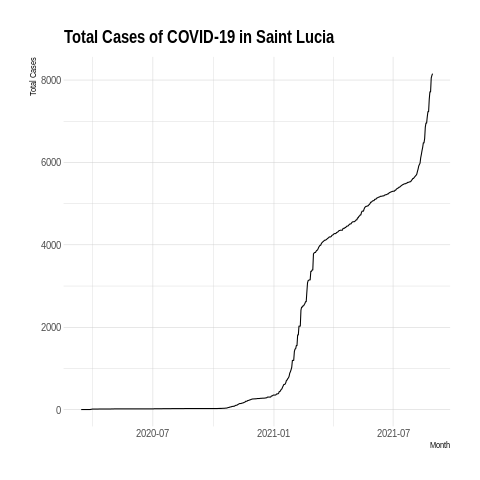 Total Cases of COVID-19 in Saint Lucia
Total Cases
8000
6000
4000
2000
0
2020-07 2021-01 2021-07
Month